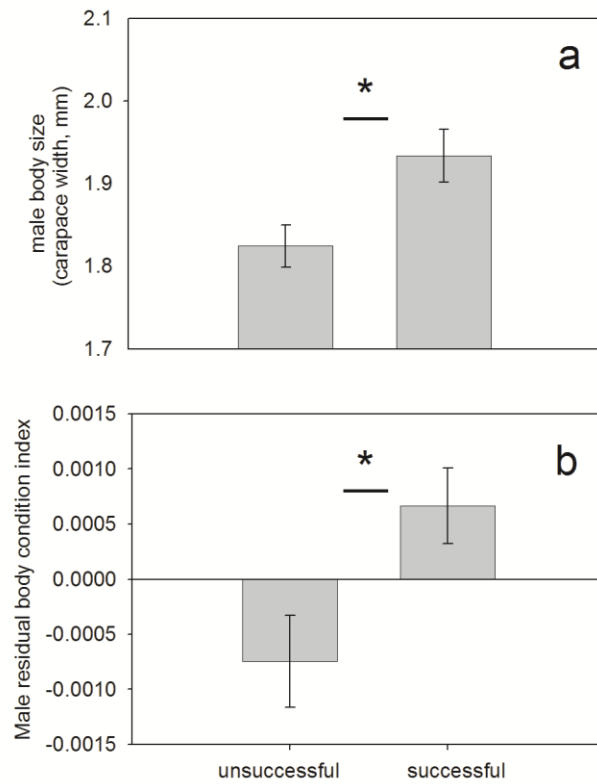 2.1
a
*
2.0
male body size
(carapace width, mm)
1.9
1.8
1.7
0.0015
b
*
0.0010
0.0005
Male residual body condition index
0.0000
-0.0005
-0.0010
-0.0015
unsuccessful successful